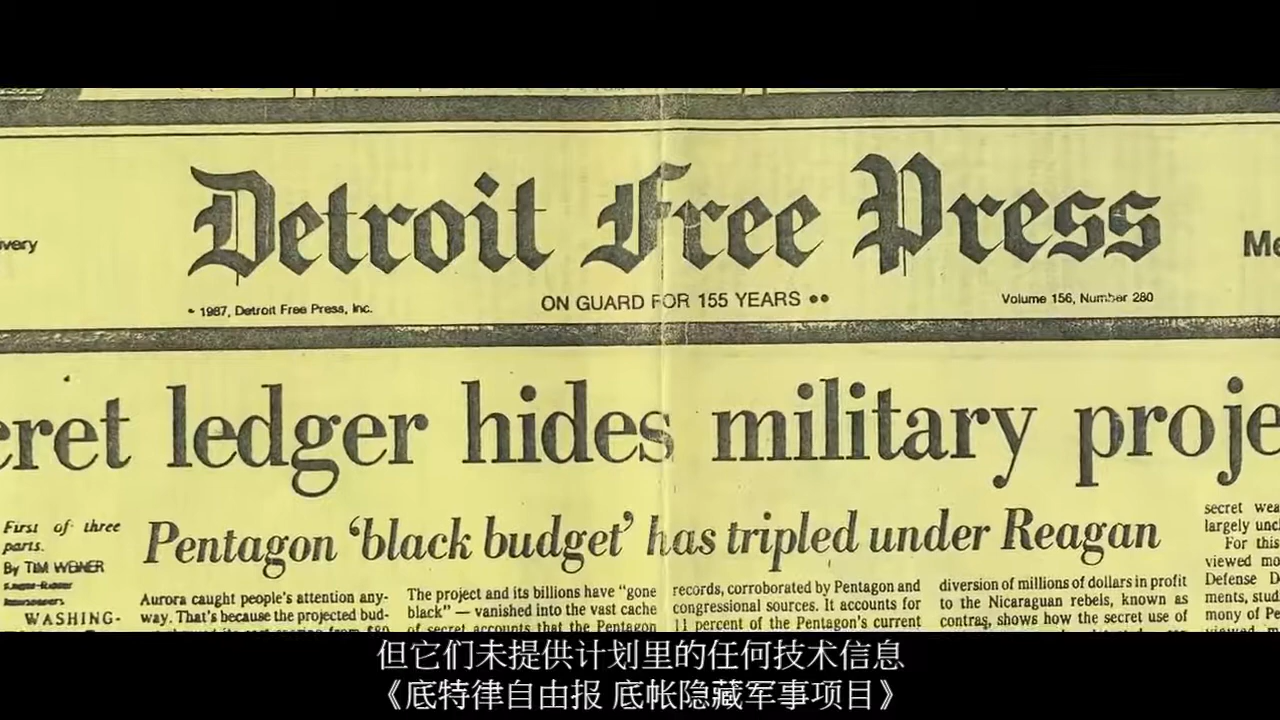 ivery
Detroit Free Press
Mo
1987, Detroit Free Press, Inc.
ON GUARD FOR 155 YEARS
Volume 156, Number 280
cret ledger hides military proje
Pentagon ‘black budget’ has tripled under Reagan
First of three
parts.
By TIM WEINER
Knight-Ridder
Newspapers
WASHING-
Aurora caught people's attention any-
way. That's because the projected bud-
The project and its billions have “gone
black” — vanished into the vast cache
of secret accounts that the Pentagon
records, corroborated by Pentagon and
congressional sources. It accounts for
11 percent of the Pentagon's current
diversion of millions of dollars in profit
to the Nicaraguan rebels, known as
contras, shows how the secret use of
secret wea
largely uncl
For this
viewed mo
Defense D
ments, stud
mony of Pe
但它们未提供计划里的任何技术信息
《底特律自由报 底帐隐藏军事项目》